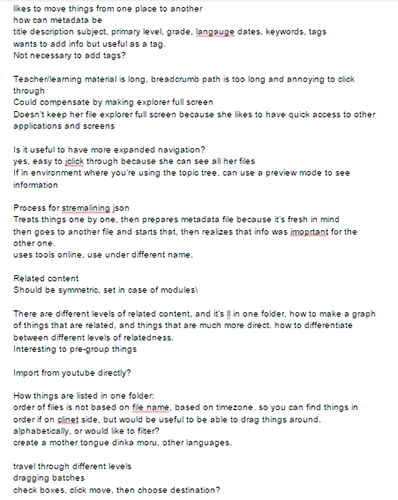 likes to move things from one place to another
how can metadata be
title description subject, primary level, grade, langauge dates, keywords, tags
wants to add info but useful as a tag.
Not necessary to add tags?
Teacher/learning material is long, breadcrumb path is too long and annoying to click
through
Could compensate by making explorer full screen
Doesn't keep her file explorer full screen because she likes to have quick access to other
applications and screens
Is it useful to have more expanded navigation?
yes, easy to jclick through because she can see all her files
If in environment where you're using the topic tree, can use a preview mode to see
information
Process for stremalining json
Treats things one by one, then prepares metadata file because it's fresh in mind
then goes to another file and starts that, then realizes that info was imoprtant for the
other one.
uses tools online, use under different name.
Related content
Should be symmetric, set in case of modules\
There are different levels of related content, and it's ll in one folder, how to make a graph
of things that are related, and things that are much more direct. how to differentiate
between different levels of relatedness.
Interesting to pre-group things
Import from youtube directly?
How things are listed in one folder:
order of files is not based on file name, based on timezone. so you can find things in
order if on clinet side, but would be useful to be able to drag things around.
alphabetically, or would like to filter?
create a mother tongue dinka moru, other languages.
travel through different levels
dragging batches
check boxes, click move, then choose destination?